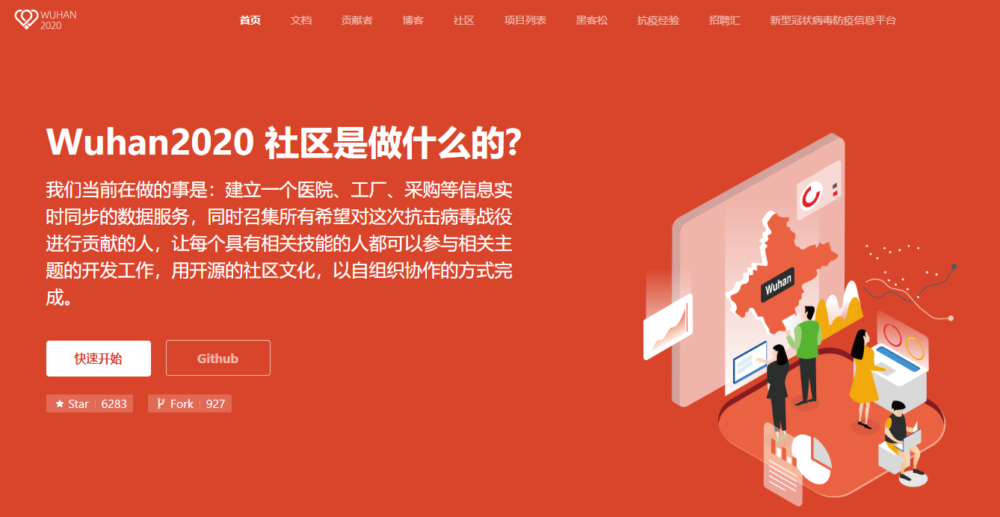 WUHAN
2020
首页 文档 贡献者 博客 社区 项目列表 黑客松 抗疫经验 招聘汇 新型冠状病毒防疫信息平台
Wuhan2020 社区是做什么的?
我们当前在做的事是：建立一个医院、工厂、采购等信息实
时同步的数据服务，同时召集所有希望对这次抗击病毒战役
进行贡献的人，让每个具有相关技能的人都可以参与相关主
题的开发工作，用开源的社区文化，以自组织协作的方式完
成。
快速开始 Github
Star 6283 Fork 927
Wuhan